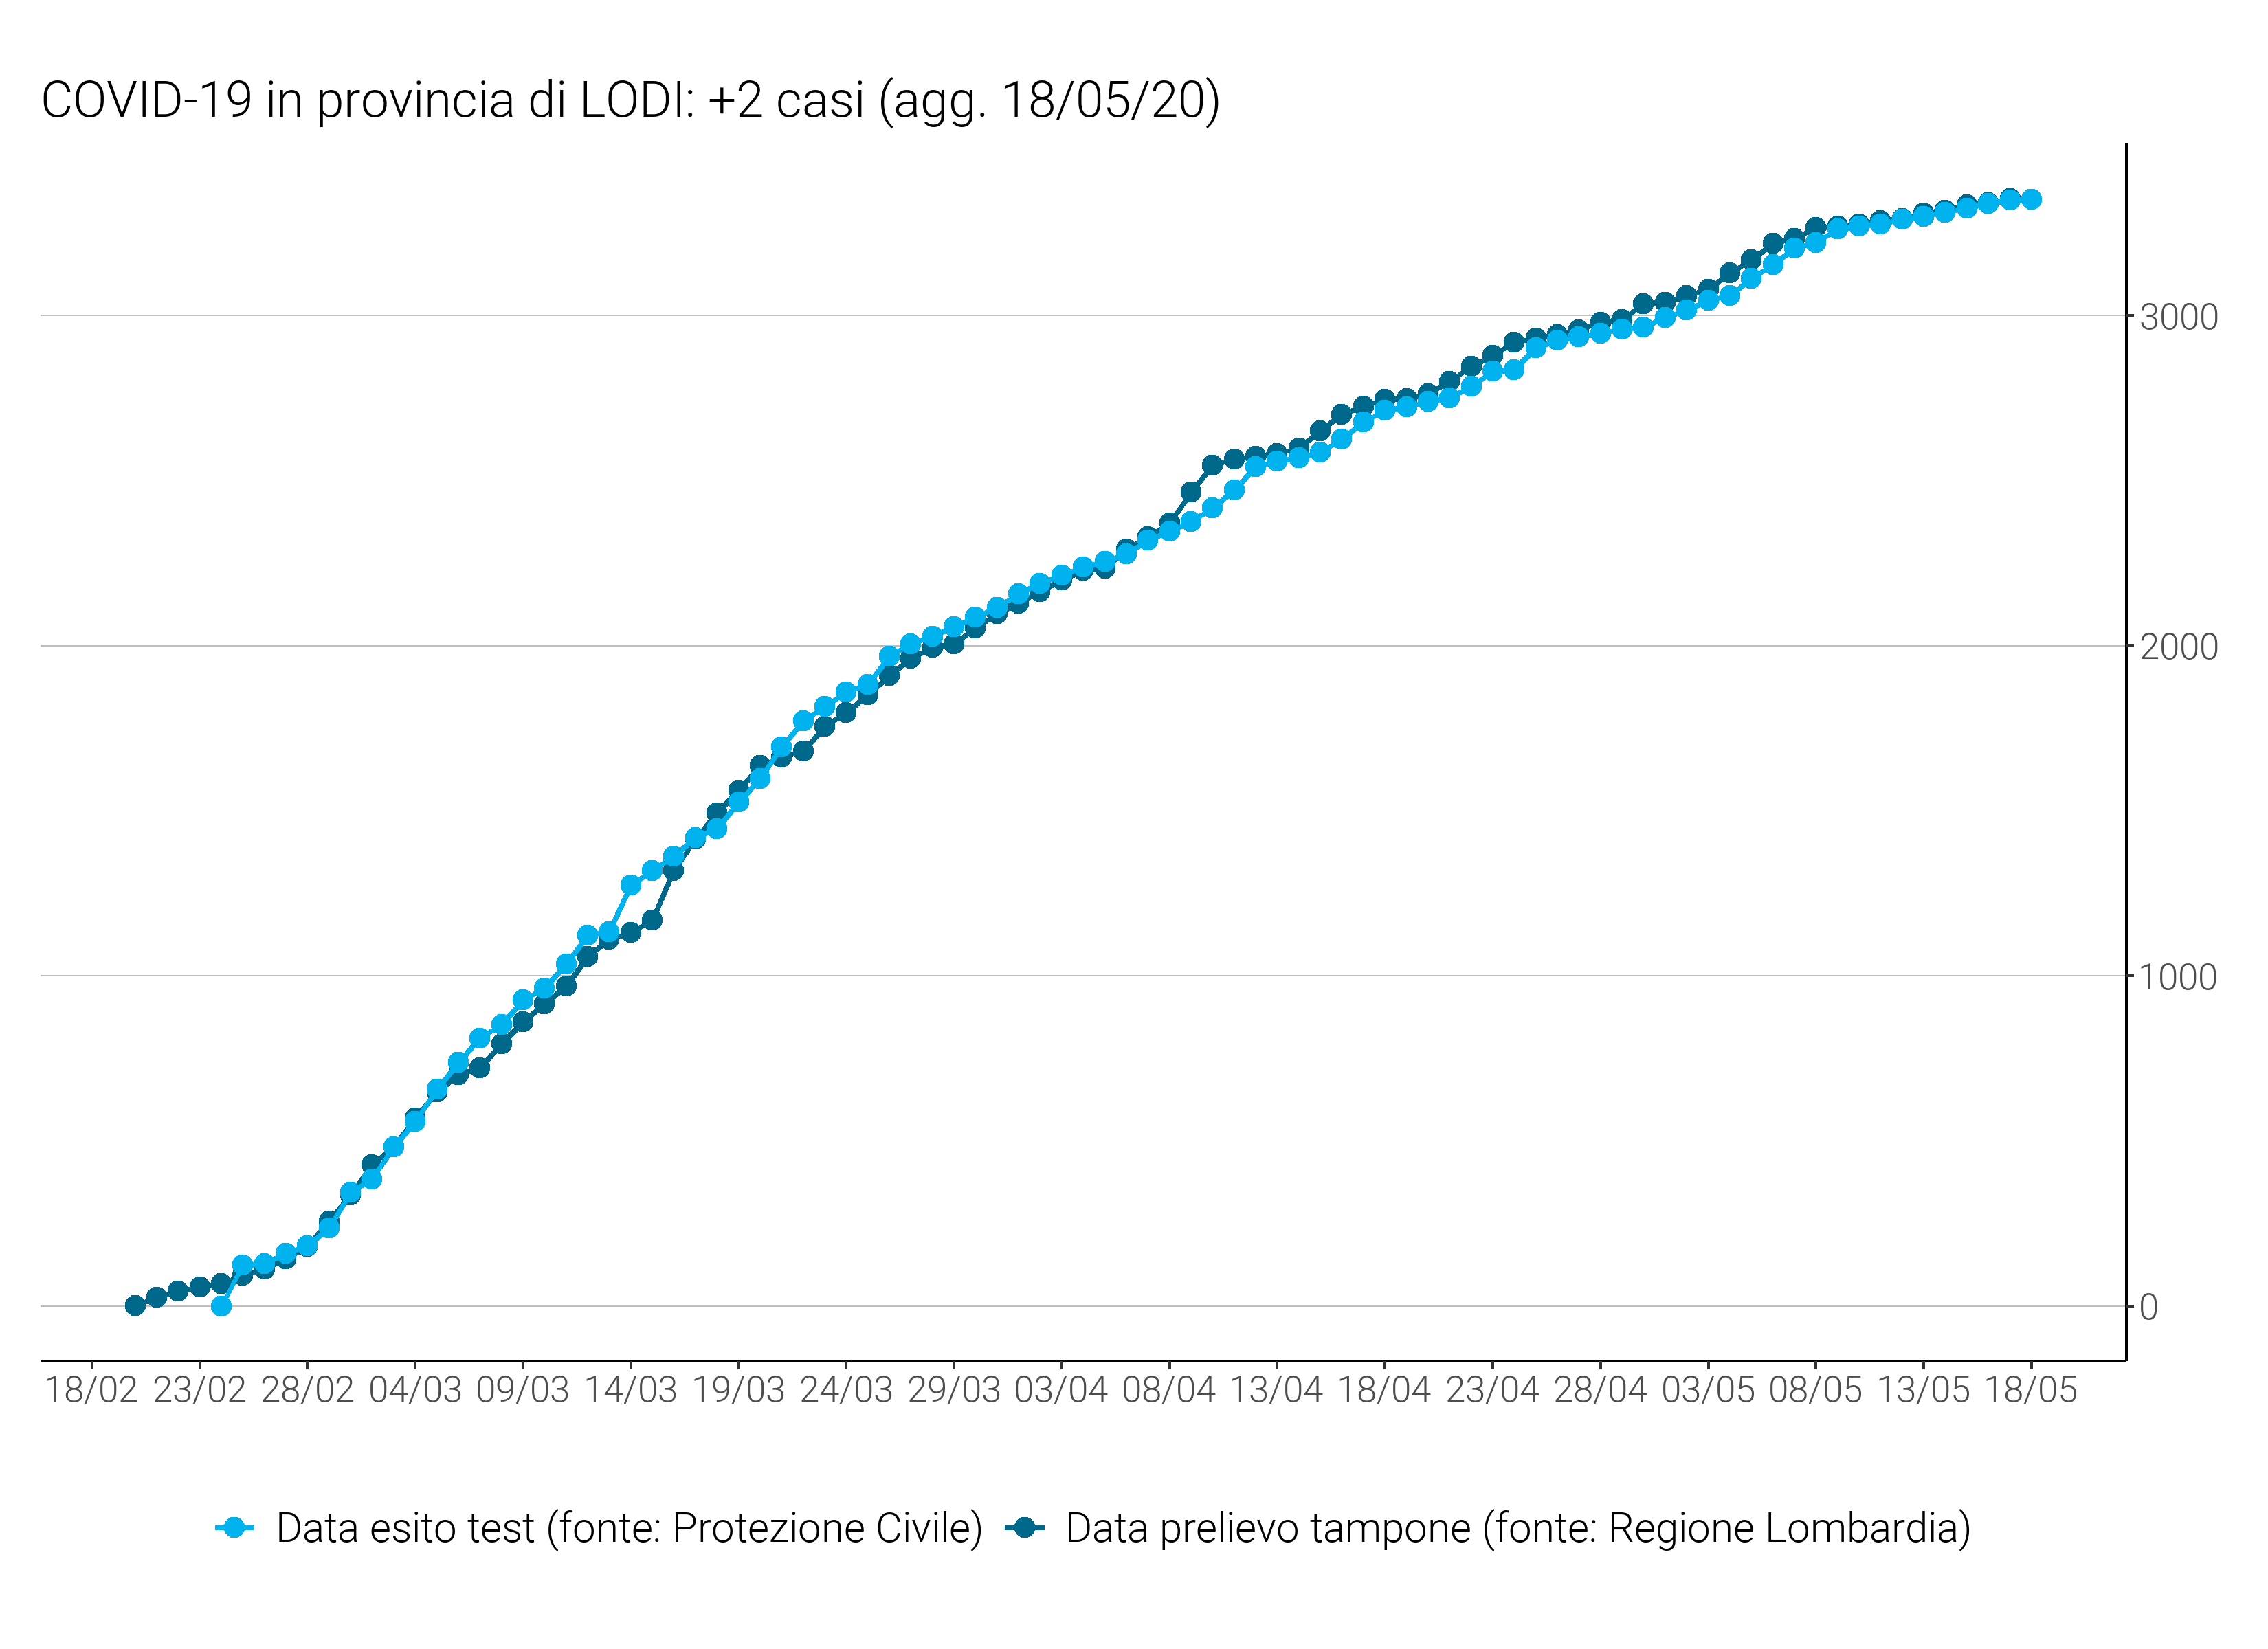 COVID-19 in provincia di LODI: +2 casi (agg. 18/05/20)
3000
2000
1000
0
18/02 23/02 28/02 04/03 09/03 14/03 19/03 24/03 29/03 03/04 08/04 13/04 18/04 23/04 28/04 03/05 08/05 13/05 18/05
Data esito test (fonte: Protezione Civile) Data prelievo tampone (fonte: Regione Lombardia)